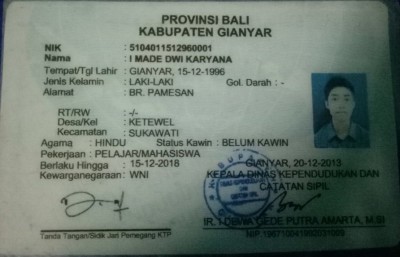 PROVINSI BALI
KABUPATEN GIANYAR
NIK : 5104011512960001
Nama : I MADE DWI KARYANA
Tempat/Tgl Lahir : GIANYAR, 15-12-1996
Jenis Kelamin : LAKI-LAKI Gol. Darah : -
Alamat : BR. PAMESAN
RT/RW : -/-
Desa/Kel : KETEWEL
Kecamatan : SUKAWATI
Agama : HINDU Status Kawin : BELUM KAWIN
Pekerjaan : PELAJAR/MAHASISWA
Berlaku Hingga : 15-12-2018 GIANYAR, 20-12-2013
Kewarganegaraan : WNI KEPALA DINAS KEPENDUDUKAN DAN
CATATAN SIPIL
IR. I DEWA GEDE PUTRA AMARTA, M.SI
Tanda Tangan/Sidik Jari Pemegang KTP NIP